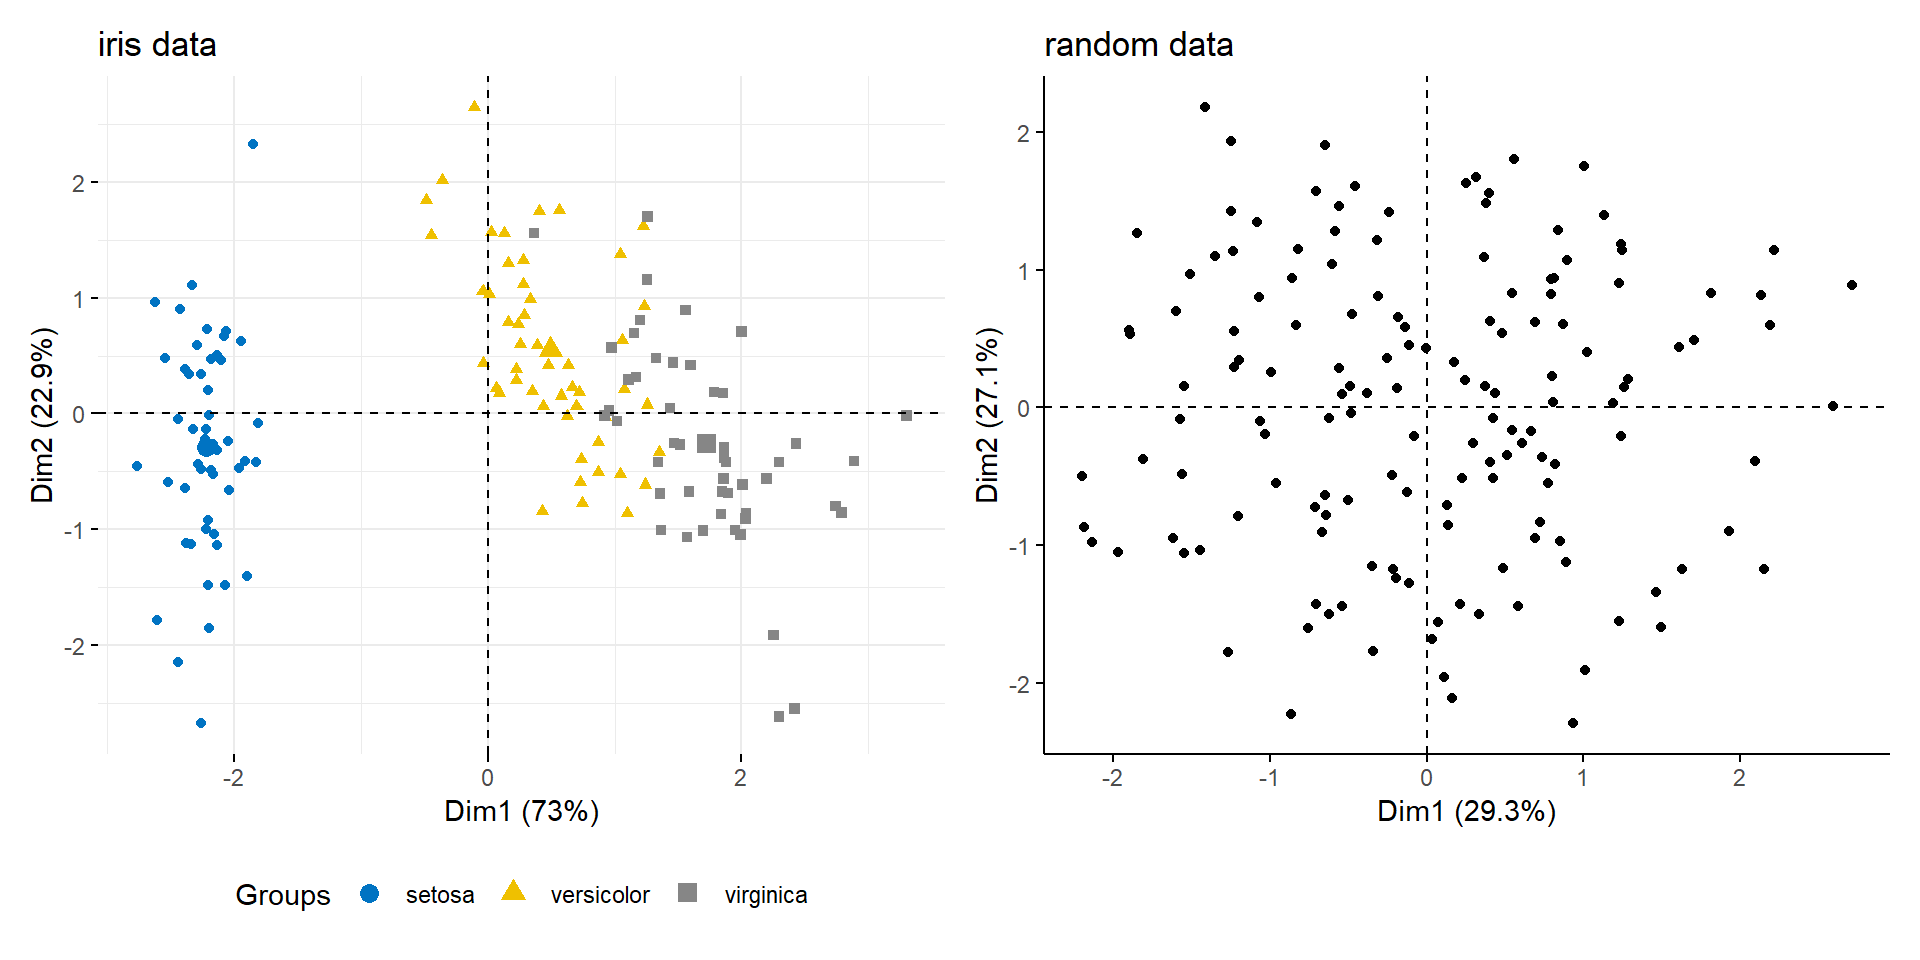 iris data
2
1
0
-1
-2
Dim2 (22.9%)
-2
0
2
Dim1 (73%)
Groups setosa versicolor virginica
random data
2
1
0
-1
-2
Dim2 (27.1%)
-2
-1
0
1
2
Dim1 (29.3%)